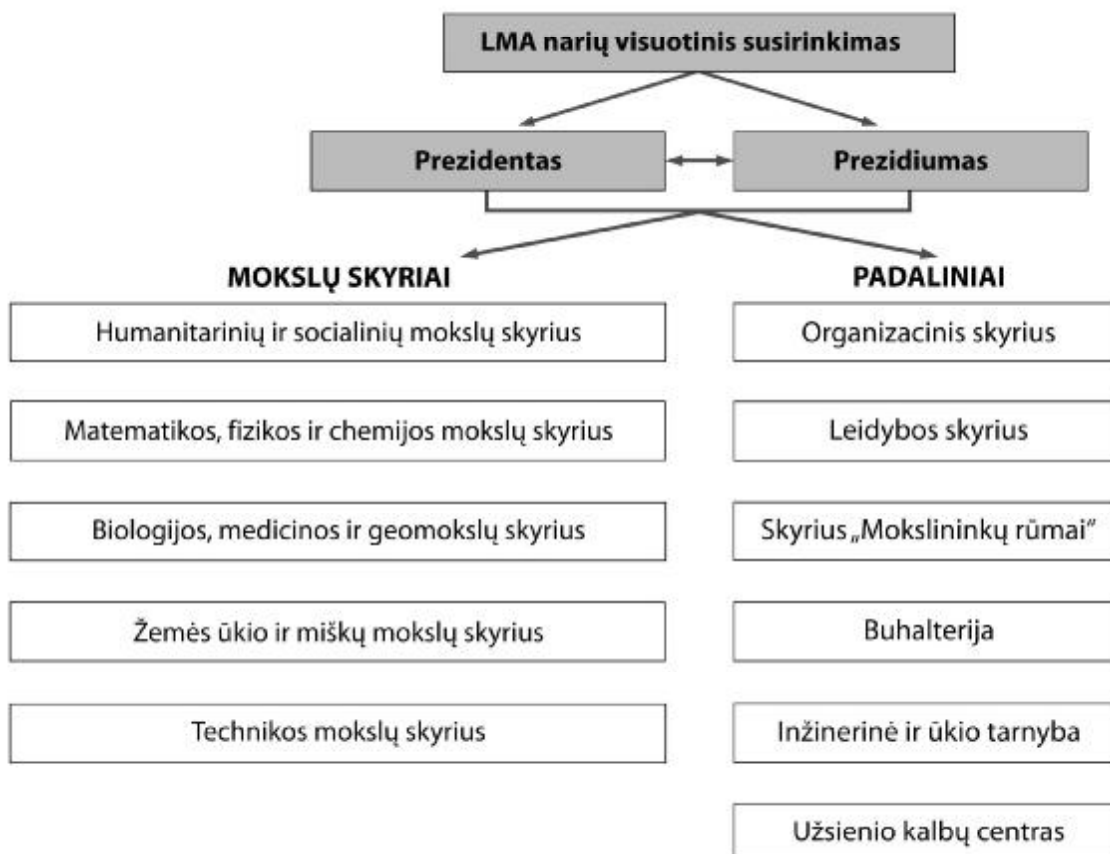 LMA narių visuotinis susirinkimas
Prezidentas
Prezidiumas
MOKSLŲ SKYRIAI
Humanitarinių ir socialinių mokslų skyrius
Matematikos, fizikos ir chemijos mokslų skyrius
Biologijos, medicinos ir geomokslų skyrius
Žemės ūkio ir miškų mokslų skyrius
Technikos mokslų skyrius
PADALINIAI
Organizacinis skyrius
Leidybos skyrius
Skyrius „Mokslininkų rūmai“
Buhalterija
Inžinerinė ir ūkio tarnyba
Užsienio kalbų centras